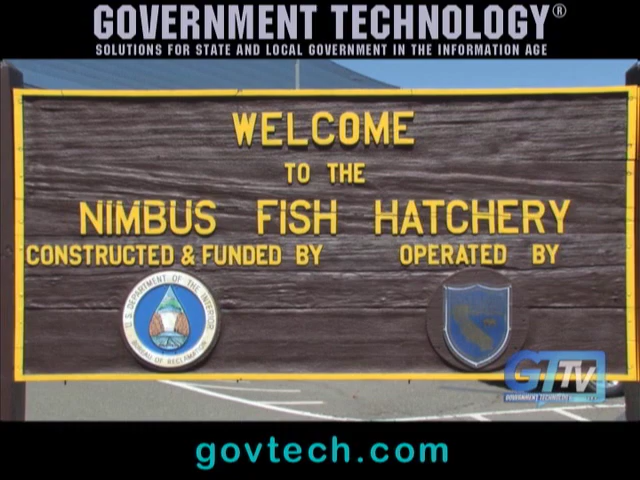 GOVERNMENT TECHNOLOGY®
SOLUTIONS FOR STATE AND LOCAL GOVERNMENT IN THE INFORMATION AGE
WELCOME
TO THE
NIMBUS FISH HATCHERY
CONSTRUCTED & FUNDED BY OPERATED BY
U.S. DEPARTMENT OF THE INTERIOR
BUREAU OF RECLAMATION
GTTV
GOVERNMENT TECHNOLOGY
govtech.com